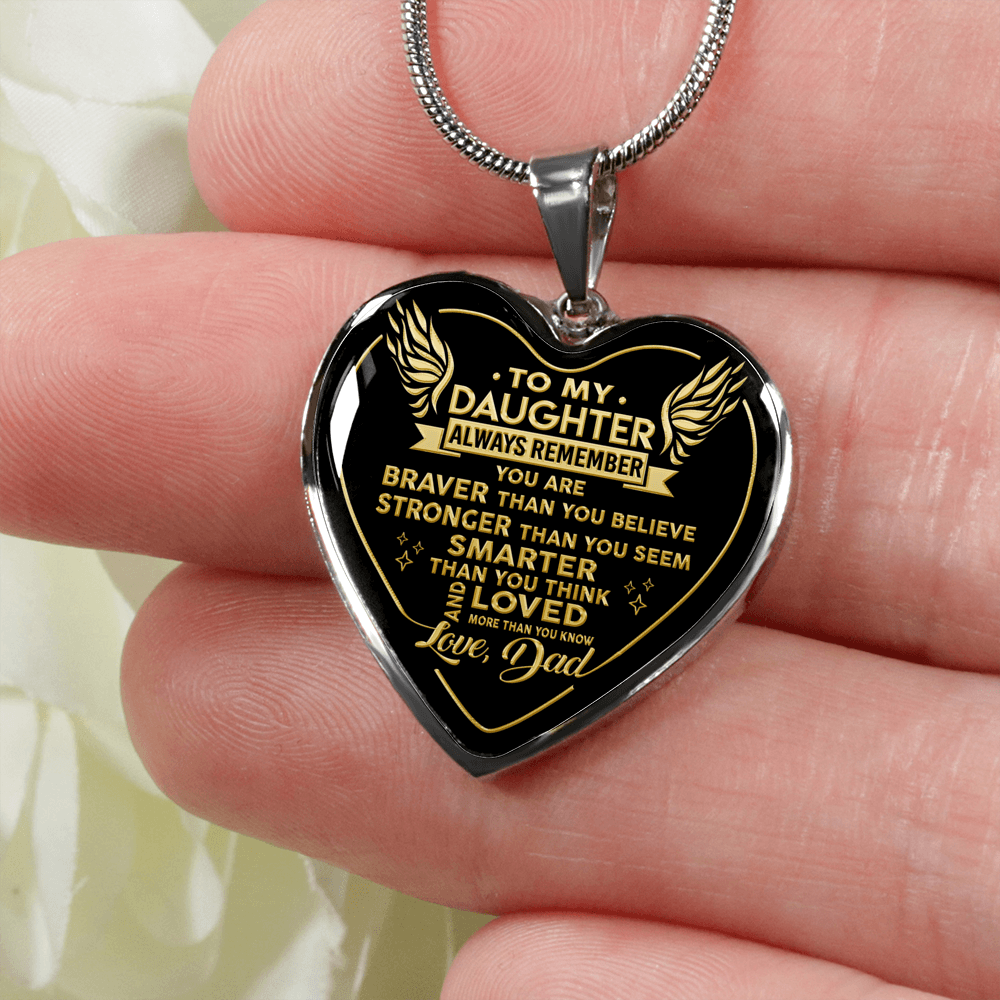 • TO MY •
DAUGHTER
ALWAYS REMEMBER
YOU ARE
BRAVER THAN YOU BELIEVE
STRONGER THAN YOU SEEM
SMARTER
THAN YOU THINK
AND LOVED
MORE THAN YOU KNOW
Love, Dad